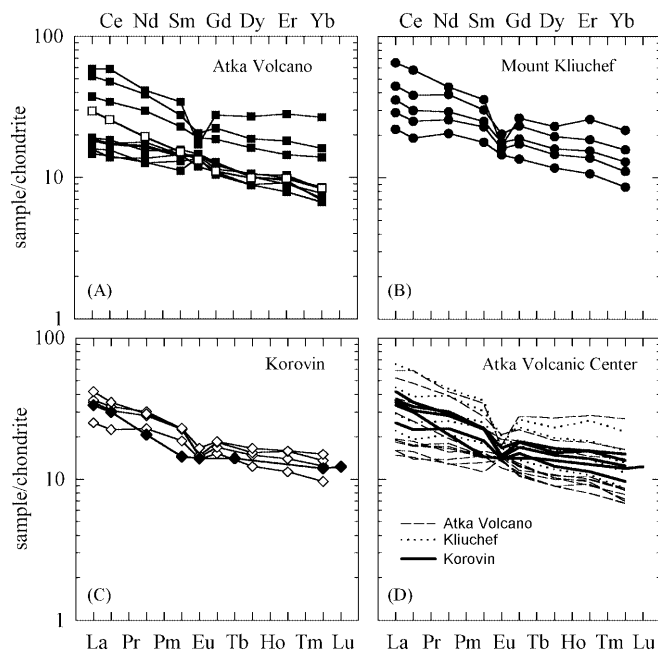 Ce Nd Sm Gd Dy Er Yb Ce Nd Sm Gd Dy Er Yb
100
Atka Volcano
Mount Kliuchef
sample/chondrite
10
(A)
(B)
1
100
Korovin
Atka Volcanic Center
sample/chondrite
10
Atka Volcano
Kliuchef
Korovin
(C)
(D)
1
La Pr Pm Eu Tb Ho Tm Lu La Pr Pm Eu Tb Ho Tm Lu